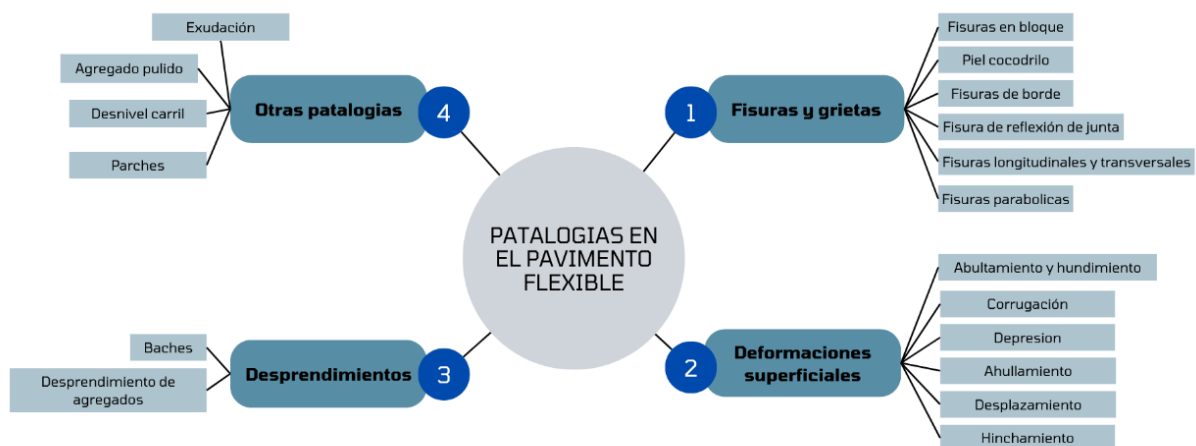 PATALOGIAS EN
EL PAVIMENTO
FLEXIBLE
1
Fisuras y grietas
Fisuras en bloque
Piel cocodrilo
Fisuras de borde
Fisura de reflexión de junta
Fisuras longitudinales y transversales
Fisuras parabolicas
2
Deformaciones
superficiales
Abultamiento y hundimiento
Corrugación
Depresion
Ahullamiento
Desplazamiento
Hinchamiento
3
Desprendimientos
Baches
Desprendimiento de
agregados
4
Otras patalogias
Exudación
Agregado pulido
Desnivel carril
Parches